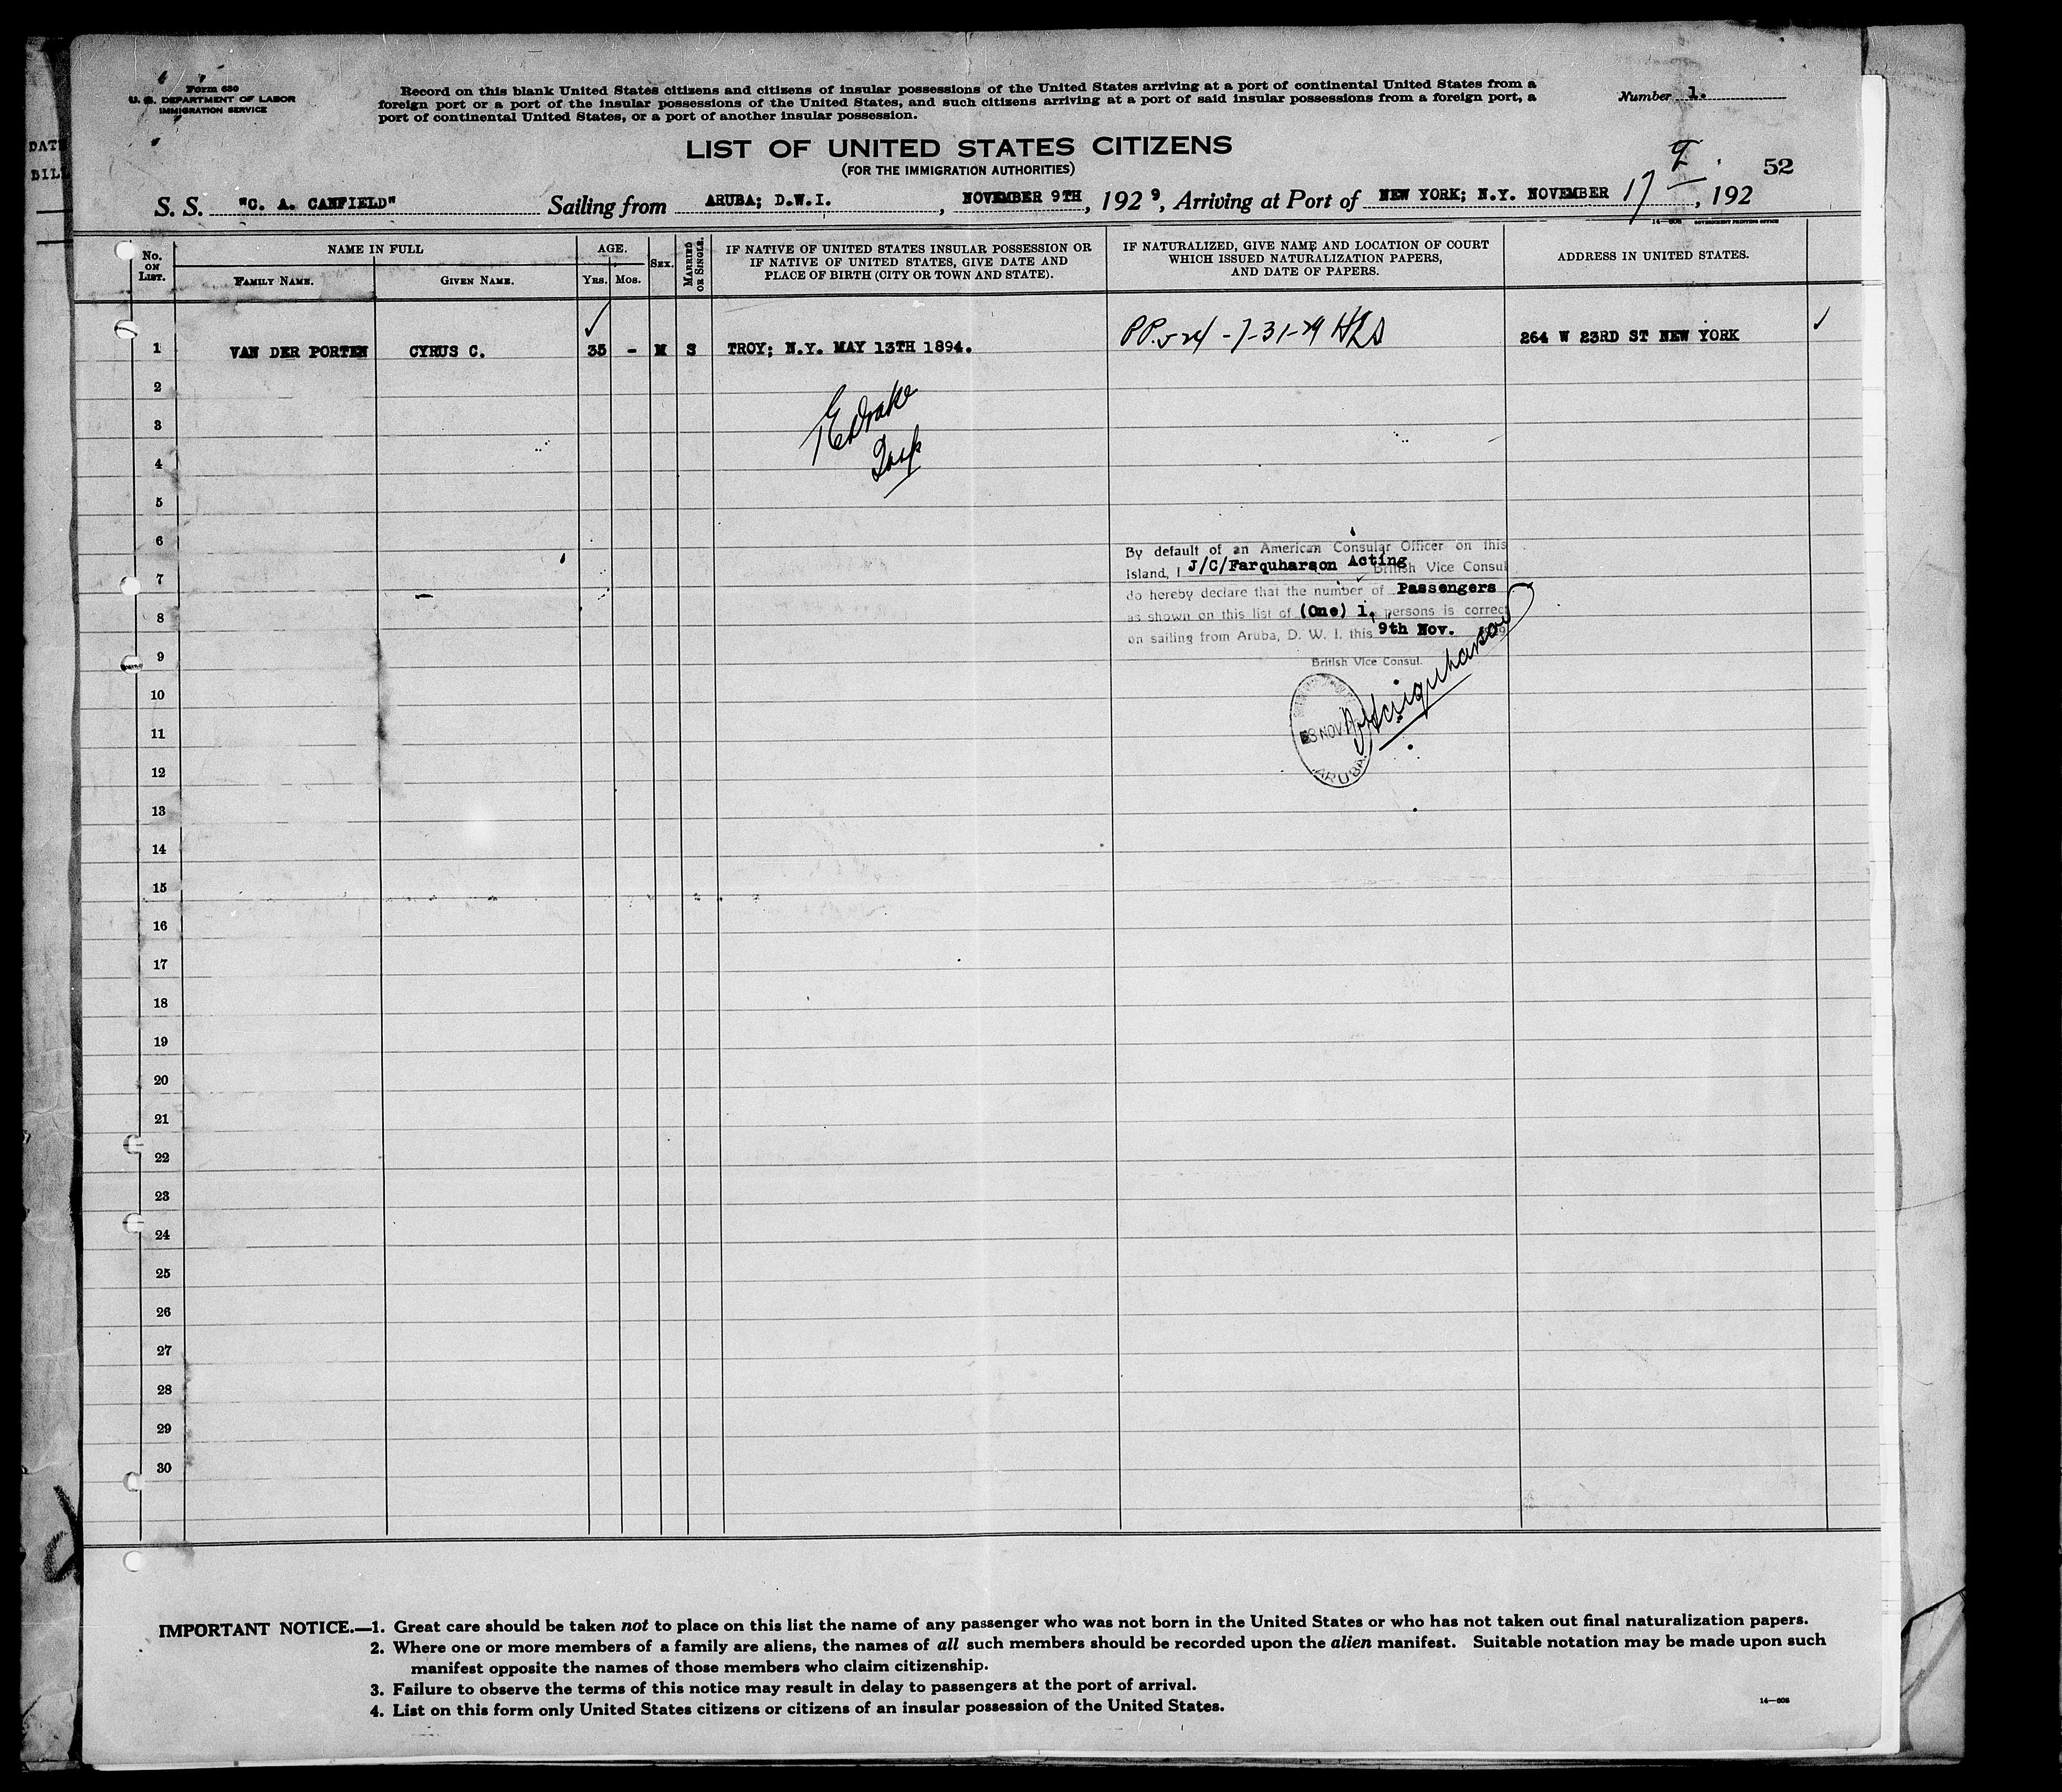 Form 630
U. S. DEPARTMENT OF LABOR
IMMIGRATION SERVICE
Record on this blank United States citizens and citizens of insular possessions of the United States arriving at a port of continental United States from a
foreign port or a port of the insular possessions of the United States, and such citizens arriving at a port of said insular possessions from a foreign port, a
port of continental United States, or a port of another insular possession.
Number 1.
DATE
BILL
LIST OF UNITED STATES CITIZENS
(FOR THE IMMIGRATION AUTHORITIES)
52
S. S. "C. A. CANFIELD" Sailing from ARUBA; D.W.I. , NOVEMBER 9TH , 1929, Arriving at Port of NEW YORK; N.Y. NOVEMBER 17 , 192
14—608 GOVERNMENT PRINTING OFFICE
No. ON LIST.
NAME IN FULL
FAMILY NAME.
GIVEN NAME.
AGE.
YRS. MOS.
SEX.
MARRIED OR SINGLE.
IF NATIVE OF UNITED STATES INSULAR POSSESSION OR
IF NATIVE OF UNITED STATES, GIVE DATE AND
PLACE OF BIRTH (CITY OR TOWN AND STATE).
IF NATURALIZED, GIVE NAME AND LOCATION OF COURT
WHICH ISSUED NATURALIZATION PAPERS,
AND DATE OF PAPERS.
ADDRESS IN UNITED STATES.
1 VAN DER PORTEN CYRUS C. 35 - M S TROY; N.Y. MAY 13TH 1894. 264 W 23RD ST NEW YORK
2
3
Drake
4
5
6
By default of an American Consular Officer on this
Island, I J/C/Farquharson Acting British Vice Consul
7
do hereby declare that the number of Passengers
8
as shown on this list of (One) 1, persons is correct
on sailing from Aruba, D. W. I. this 9th Nov.
9
British Vice Consul.
10
Farquharson
11
NOV
12
ARUBA
13
14
15
16
17
18
19
20
21
22
23
24
25
26
27
28
29
30
IMPORTANT NOTICE.—1. Great care should be taken not to place on this list the name of any passenger who was not born in the United States or who has not taken out final naturalization papers.
2. Where one or more members of a family are aliens, the names of all such members should be recorded upon the alien manifest. Suitable notation may be made upon such
manifest opposite the names of those members who claim citizenship.
3. Failure to observe the terms of this notice may result in delay to passengers at the port of arrival.
4. List on this form only United States citizens or citizens of an insular possession of the United States.
14—608